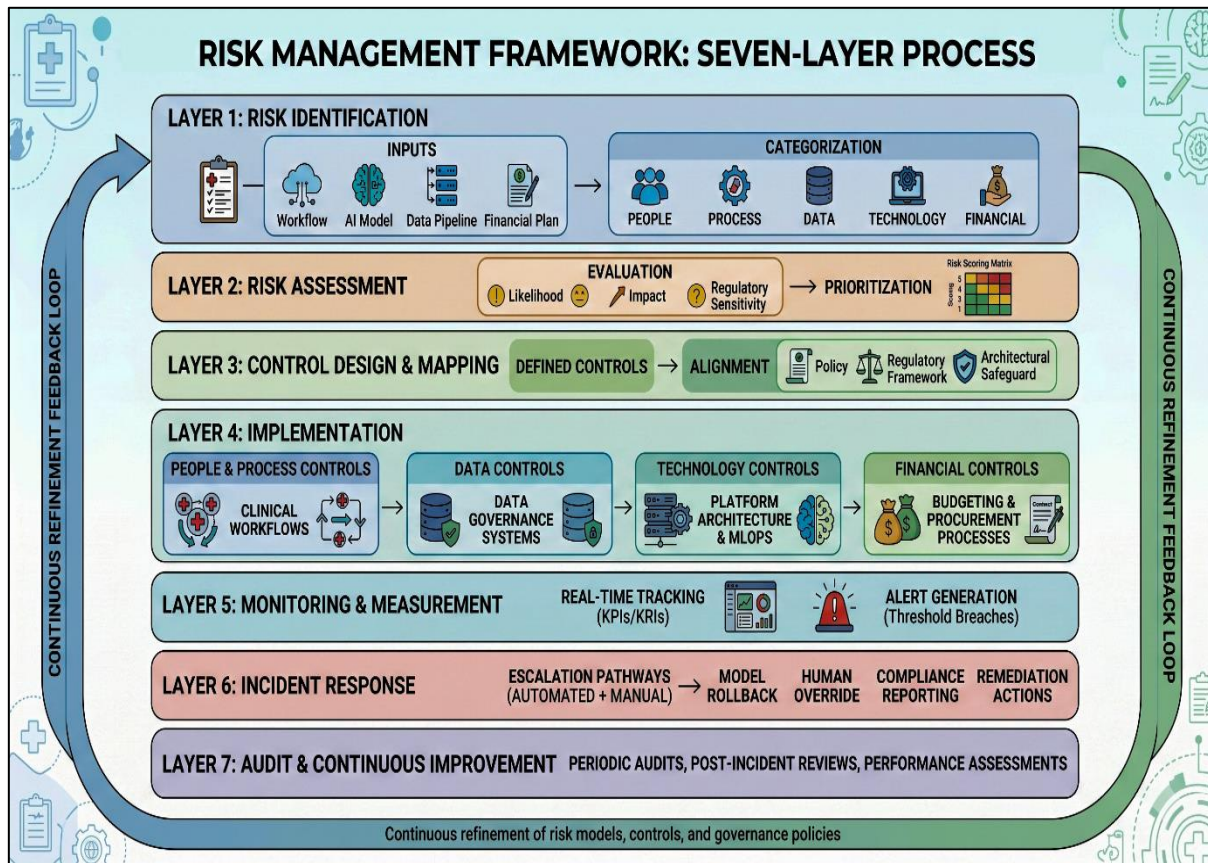 RISK MANAGEMENT FRAMEWORK: SEVEN-LAYER PROCESS
LAYER 1: RISK IDENTIFICATION
INPUTS
Workflow
AI Model
Data Pipeline
Financial Plan
CATEGORIZATION
PEOPLE
PROCESS
DATA
TECHNOLOGY
FINANCIAL
LAYER 2: RISK ASSESSMENT
EVALUATION
Likelihood
Impact
Regulatory
Sensitivity
PRIORITIZATION
Risk Scoring Matrix
Scoring
5
4
3
1
LAYER 3: CONTROL DESIGN & MAPPING
DEFINED CONTROLS
ALIGNMENT
Policy
Regulatory
Framework
Architectural
Safeguard
LAYER 4: IMPLEMENTATION
PEOPLE & PROCESS CONTROLS
CLINICAL
WORKFLOWS
DATA CONTROLS
DATA
GOVERNANCE
SYSTEMS
TECHNOLOGY CONTROLS
PLATFORM
ARCHITECTURE
& MLOPS
FINANCIAL CONTROLS
BUDGETING &
PROCUREMENT
PROCESSES
Contract
LAYER 5: MONITORING & MEASUREMENT
REAL-TIME TRACKING
(KPIs/KRIs)
ALERT GENERATION
(Threshold Breaches)
LAYER 6: INCIDENT RESPONSE
ESCALATION PATHWAYS
(AUTOMATED + MANUAL)
MODEL
ROLLBACK
HUMAN
OVERRIDE
COMPLIANCE
REPORTING
REMEDIATION
ACTIONS
LAYER 7: AUDIT & CONTINUOUS IMPROVEMENT
PERIODIC AUDITS, POST-INCIDENT REVIEWS, PERFORMANCE ASSESSMENTS
CONTINUOUS REFINEMENT FEEDBACK LOOP
CONTINUOUS REFINEMENT FEEDBACK LOOP
Continuous refinement of risk models, controls, and governance policies